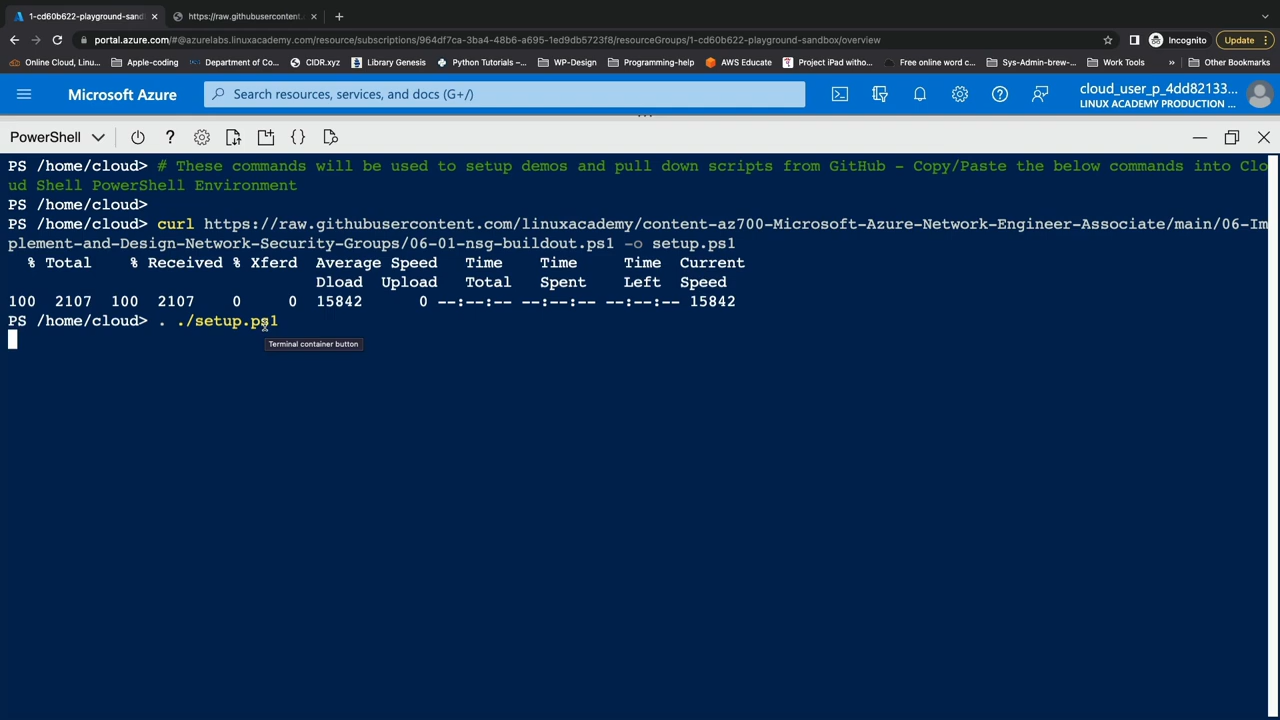 1-cd60b622-playground-sand
https://raw.githubusercontent.
portal.azure.com/#@azurelabs.linuxacademy.com/resource/subscriptions/964df7ca-3ba4-48b6-a695-1ed9db5723f8/resourceGroups/1-cd60b622-playground-sandbox/overview
Incognito
Update
Online Cloud, Linu...
Apple-coding
Department of Co...
CIDR.xyz
Library Genesis
Python Tutorials –...
WP-Design
Programming-help
AWS Educate
Project iPad witho...
Free online word c...
Sys-Admin-brew-...
Work Tools
»
Other Bookmarks
Microsoft Azure
Search resources, services, and docs (G+/)
cloud_user_p_4dd82133...
LINUX ACADEMY PRODUCTION ...
PowerShell
PS /home/cloud> # These commands will be used to setup demos and pull down scripts from GitHub - Copy/Paste the below commands into Clo
ud Shell PowerShell Environment
PS /home/cloud>
PS /home/cloud> curl https://raw.githubusercontent.com/linuxacademy/content-az700-Microsoft-Azure-Network-Engineer-Associate/main/06-Im
plement-and-Design-Network-Security-Groups/06-01-nsg-buildout.ps1 -o setup.ps1
% Total % Received % Xferd Average Speed Time Time Time Current
Dload Upload Total Spent Left Speed
100 2107 100 2107 0 0 15842 0 --:--:-- --:--:-- --:--:-- 15842
PS /home/cloud> . ./setup.ps1
Terminal container button